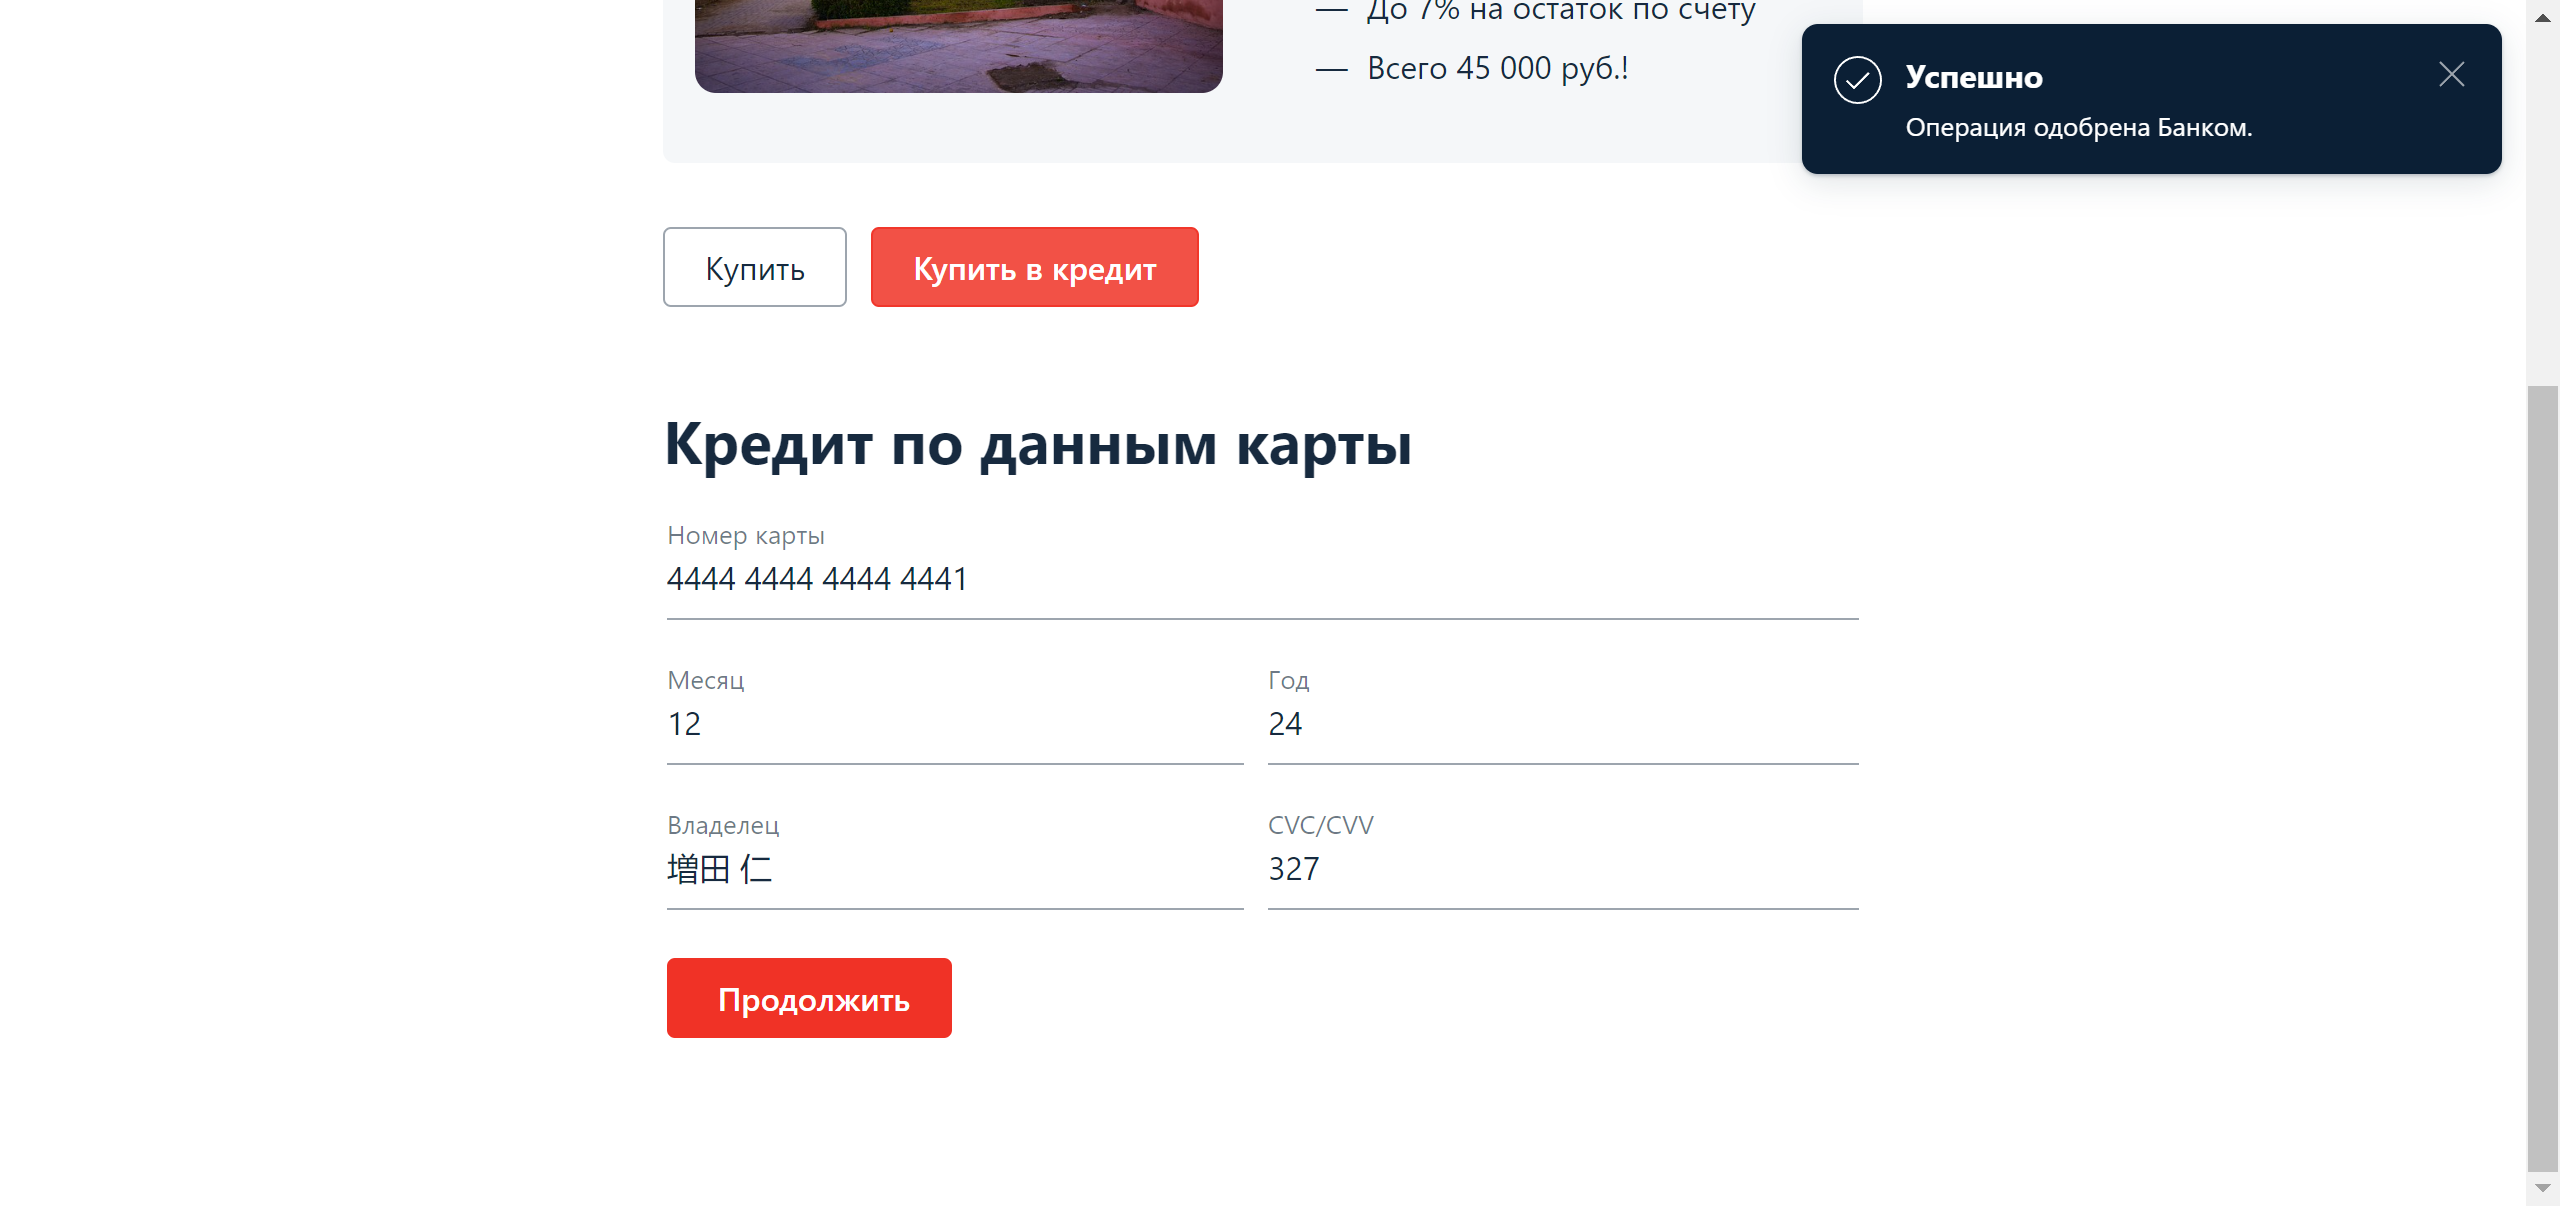 — До 7% на остаток по счету
— Всего 45 000 руб.!
Успешно
Операция одобрена Банком.
Купить
Купить в кредит
Кредит по данным карты
Номер карты
4444 4444 4444 4441
Месяц
12
Год
24
Владелец
増田 仁
CVC/CVV
327
Продолжить